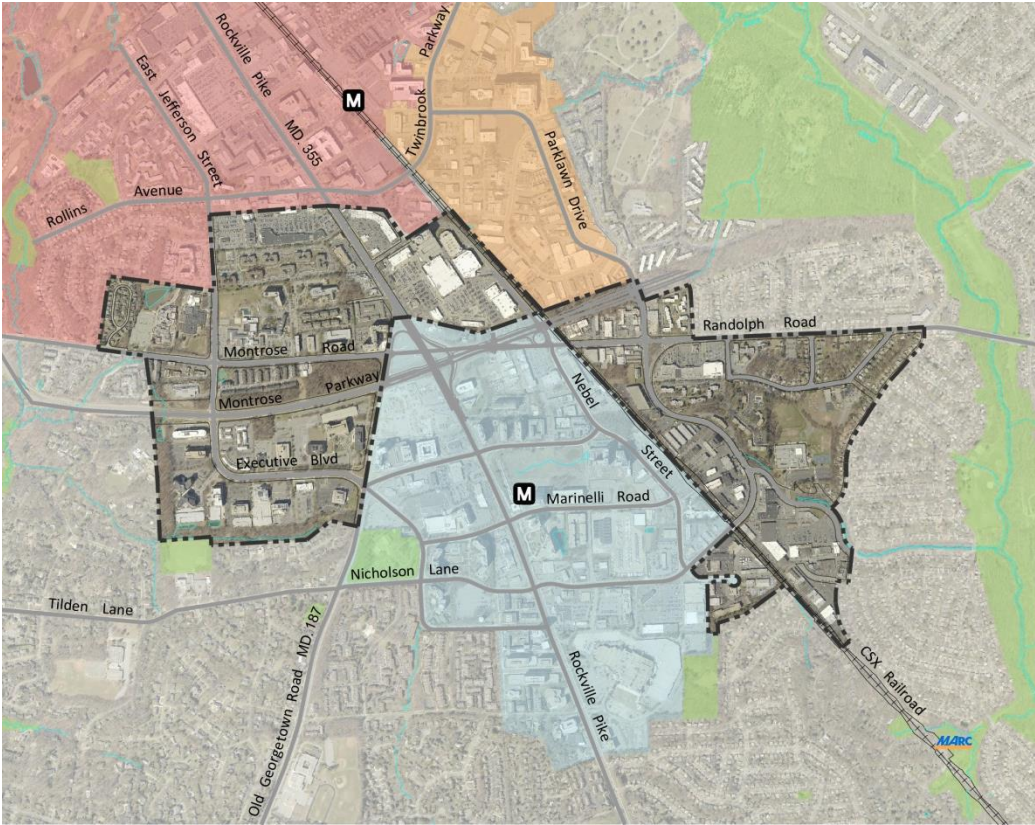 Rockville Pike
MD. 355
East Jefferson Street
M
Twinbrook Parkway
Parklawn Drive
Rollins Avenue
Randolph Road
Montrose Road
Montrose Parkway
Nebel Street
Executive Blvd
M
Marinelli Road
Nicholson Lane
Tilden Lane
Old Georgetown Road MD. 187
Rockville Pike
CSX Railroad
MARC